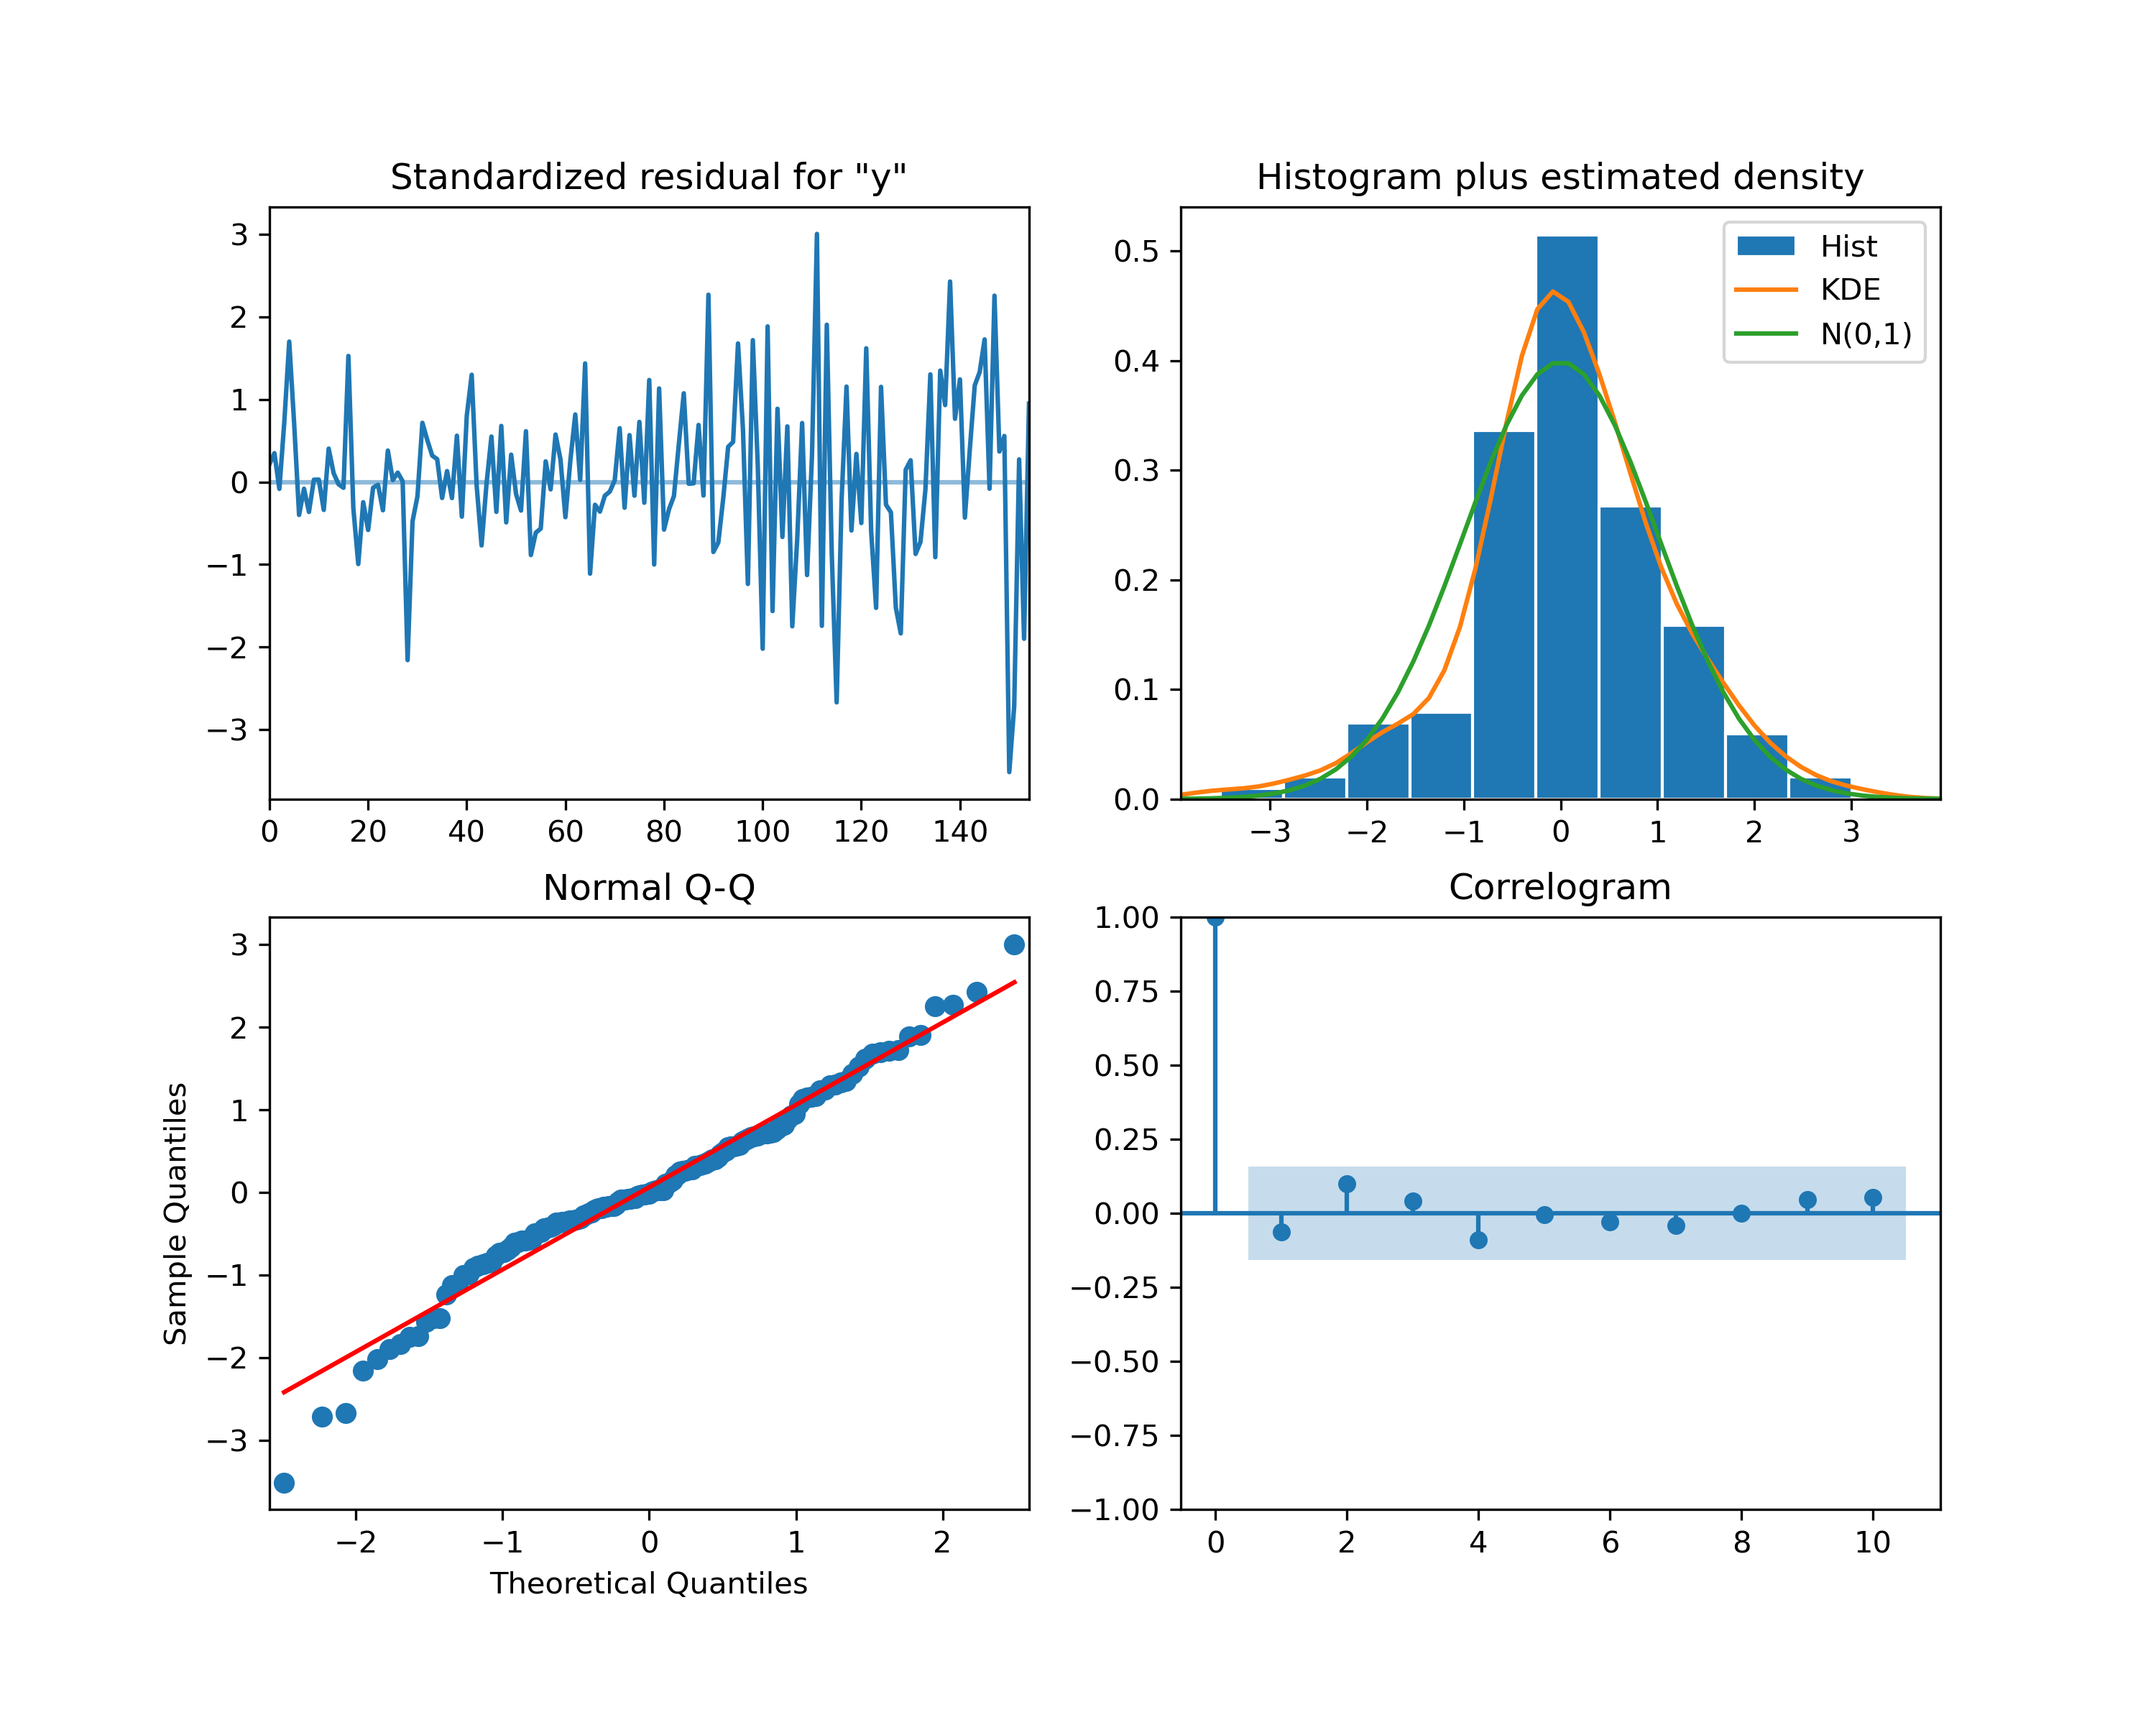 Standardized residual for "y"
3
2
1
0
−1
−2
−3
0 20 40 60 80 100 120 140
Histogram plus estimated density
0.5
0.4
0.3
0.2
0.1
0.0
Hist
KDE
N(0,1)
−3 −2 −1 0 1 2 3
Normal Q-Q
Sample Quantiles
3
2
1
0
−1
−2
−3
−2 −1 0 1 2
Theoretical Quantiles
Correlogram
1.00
0.75
0.50
0.25
0.00
−0.25
−0.50
−0.75
−1.00
0 2 4 6 8 10